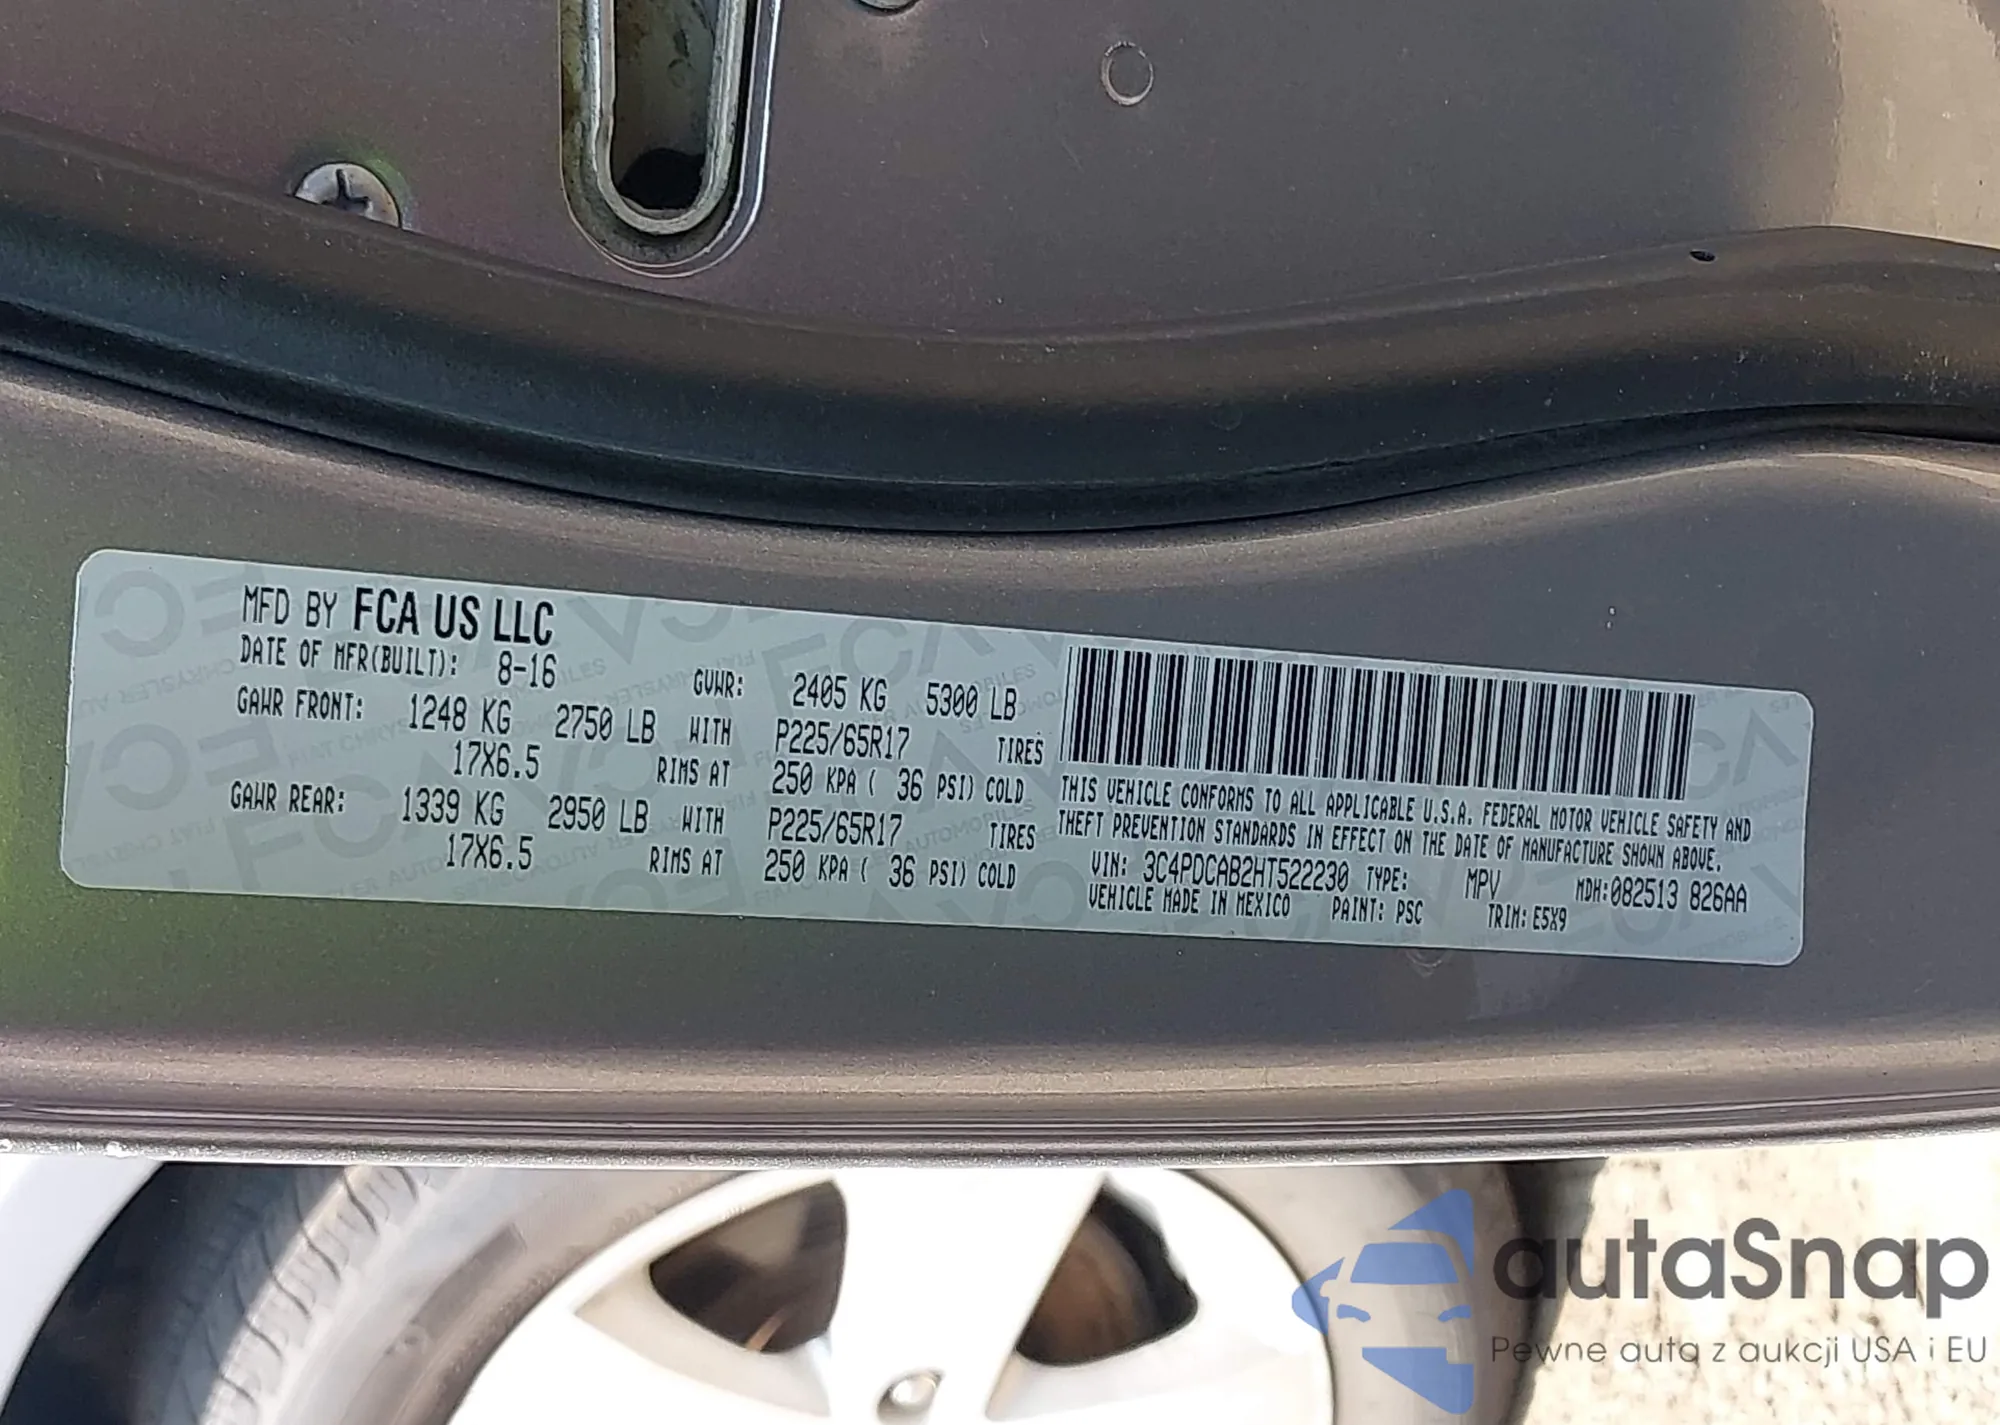 MFD BY FCA US LLC
DATE OF MFR(BUILT): 8-16 GVWR: 2405 KG 5300 LB
GAWR FRONT: 1248 KG 2750 LB WITH P225/65R17 TIRES
17X6.5 RIMS AT 250 KPA ( 36 PSI) COLD
GAWR REAR: 1339 KG 2950 LB WITH P225/65R17 TIRES
17X6.5 RIMS AT 250 KPA ( 36 PSI) COLD
THIS VEHICLE CONFORMS TO ALL APPLICABLE U.S.A. FEDERAL MOTOR VEHICLE SAFETY AND
THEFT PREVENTION STANDARDS IN EFFECT ON THE DATE OF MANUFACTURE SHOWN ABOVE.
VIN: 3C4PDCAB2HT522230 TYPE: MPV MDH:082513 826AA
VEHICLE MADE IN MEXICO PAINT: PSC TRIM: E5X9
autaSnap
Pewne auta z aukcji USA i EU